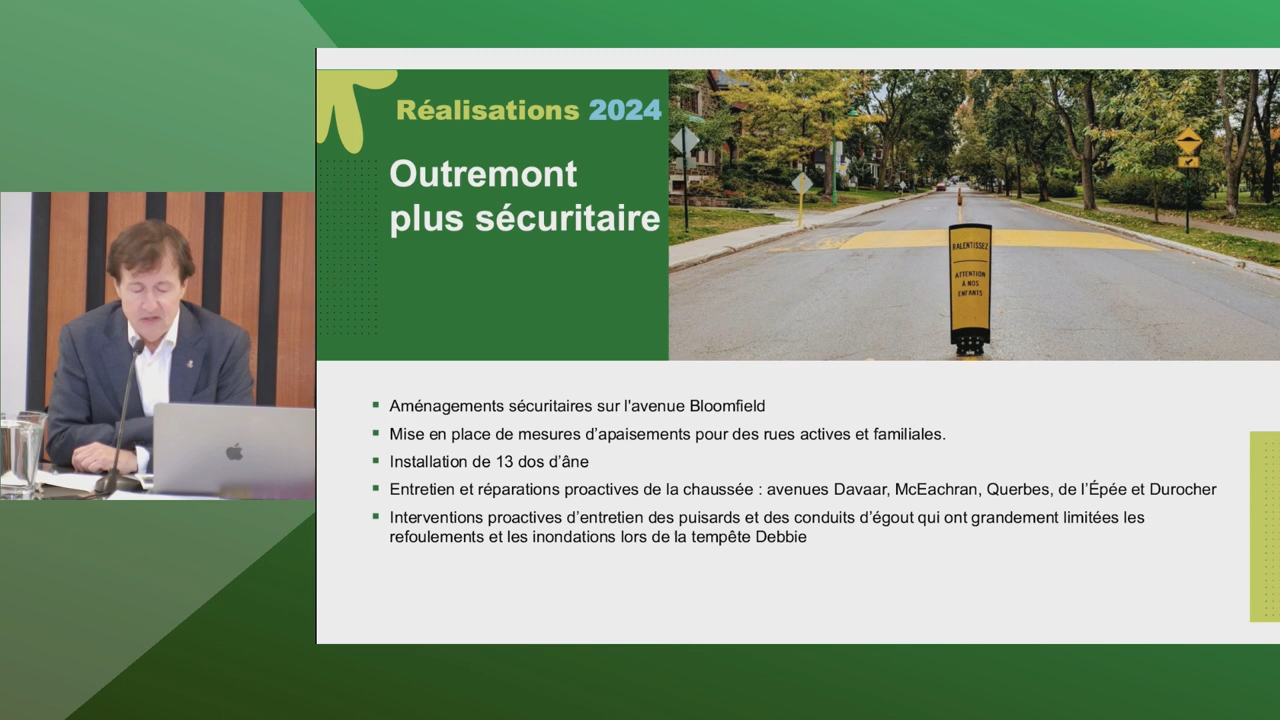 Réalisations 2024
Outremont
plus sécuritaire
RALENTISSEZ
ATTENTION
À NOS
ENFANTS
Aménagements sécuritaires sur l'avenue Bloomfield
Mise en place de mesures d’apaisements pour des rues actives et familiales.
Installation de 13 dos d’âne
Entretien et réparations proactives de la chaussée : avenues Davaar, McEachran, Querbes, de l’Épée et Durocher
Interventions proactives d’entretien des puisards et des conduits d’égout qui ont grandement limitées les
refoulements et les inondations lors de la tempête Debbie